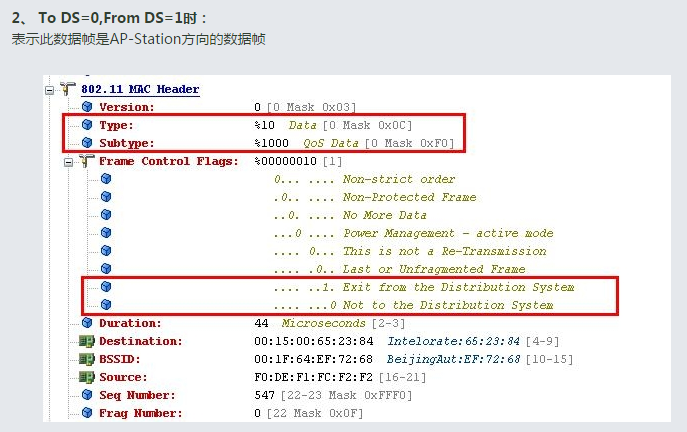 2、 To DS=0,From DS=1时：
表示此数据帧是AP-Station方向的数据帧
802.11 MAC Header
Version: 0 [0 Mask 0x03]
Type: %10 Data [0 Mask 0x0C]
Subtype: %1000 QoS Data [0 Mask 0xF0]
Frame Control Flags: %00000010 [1]
0... .... Non-strict order
.0.. .... Non-Protected Frame
..0. .... No More Data
...0 .... Power Management - active mode
.... 0... This is not a Re-Transmission
.... .0.. Last or Unfragmented Frame
.... ..1. Exit from the Distribution System
.... ...0 Not to the Distribution System
Duration: 44 Microseconds [2-3]
Destination: 00:15:00:65:23:84 Intelorate:65:23:84 [4-9]
BSSID: 00:1F:64:EF:72:68 BeijingAut:EF:72:68 [10-15]
Source: F0:DE:F1:FC:F2:F2 [16-21]
Seq Number: 547 [22-23 Mask 0xFFF0]
Frag Number: 0 [22 Mask 0x0F]